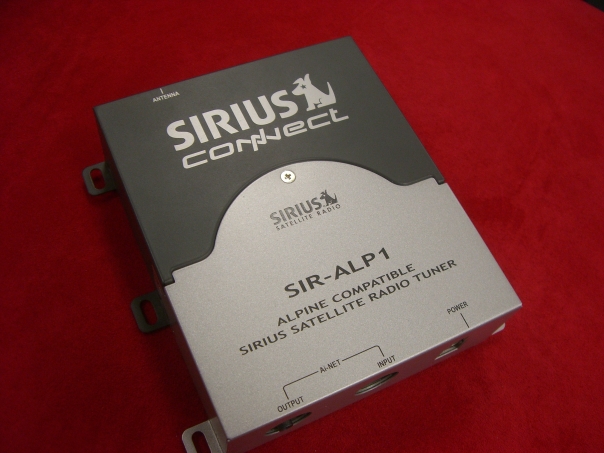 ANTENNA
SIRIUS
connect
SIRIUS
SATELLITE RADIO
SIR-ALP1
ALPINE COMPATIBLE
SIRIUS SATELLITE RADIO TUNER
POWER
Ai-NET
INPUT
OUTPUT